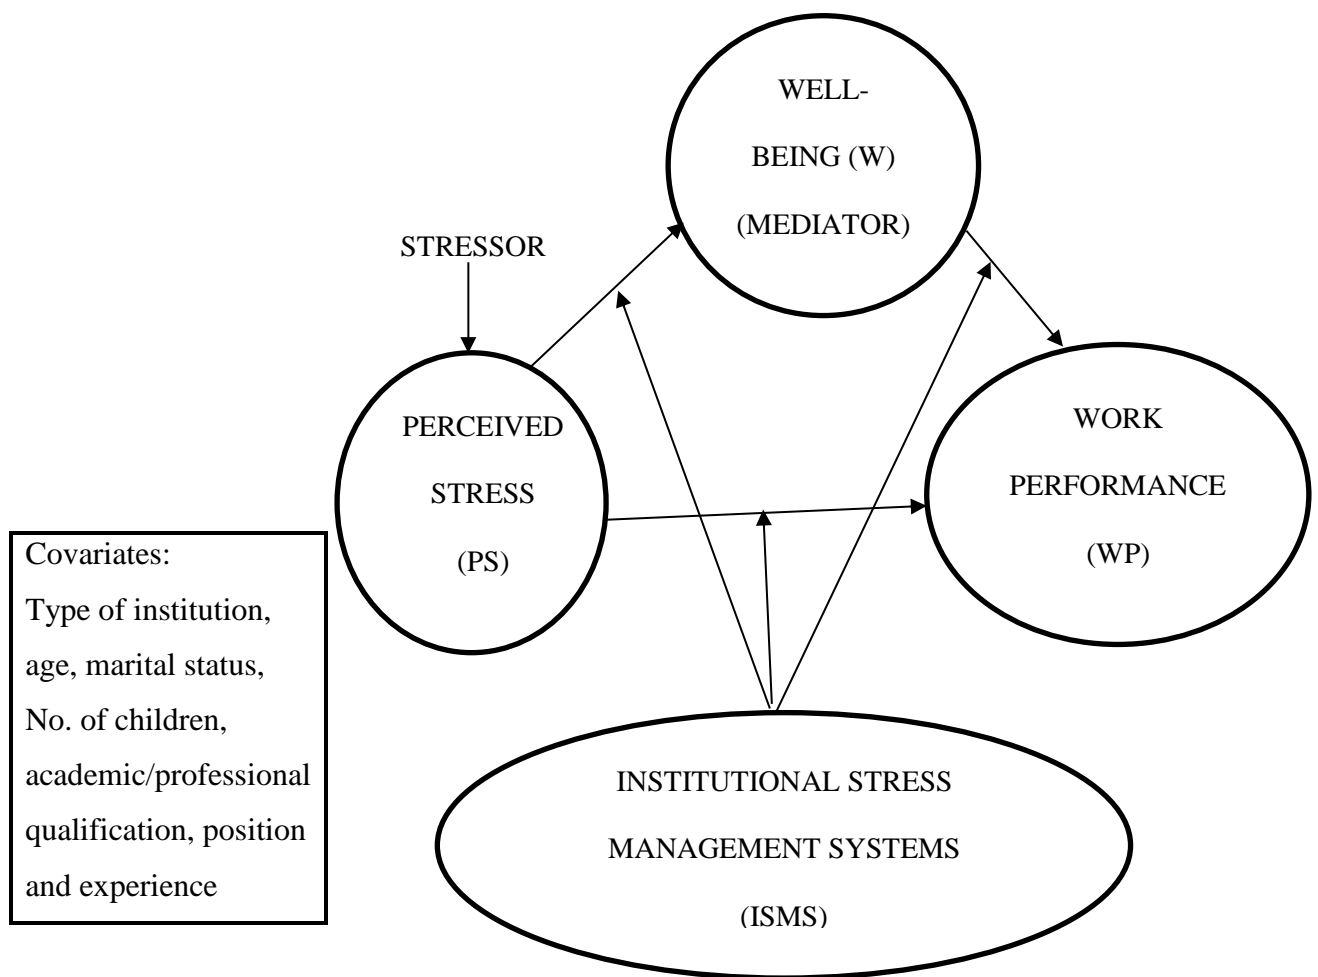 WELL-
BEING (W)
(MEDIATOR)
STRESSOR
PERCEIVED
STRESS
(PS)
WORK
PERFORMANCE
(WP)
Covariates:
Type of institution,
age, marital status,
No. of children,
academic/professional
qualification, position
and experience
INSTITUTIONAL STRESS
MANAGEMENT SYSTEMS
(ISMS)